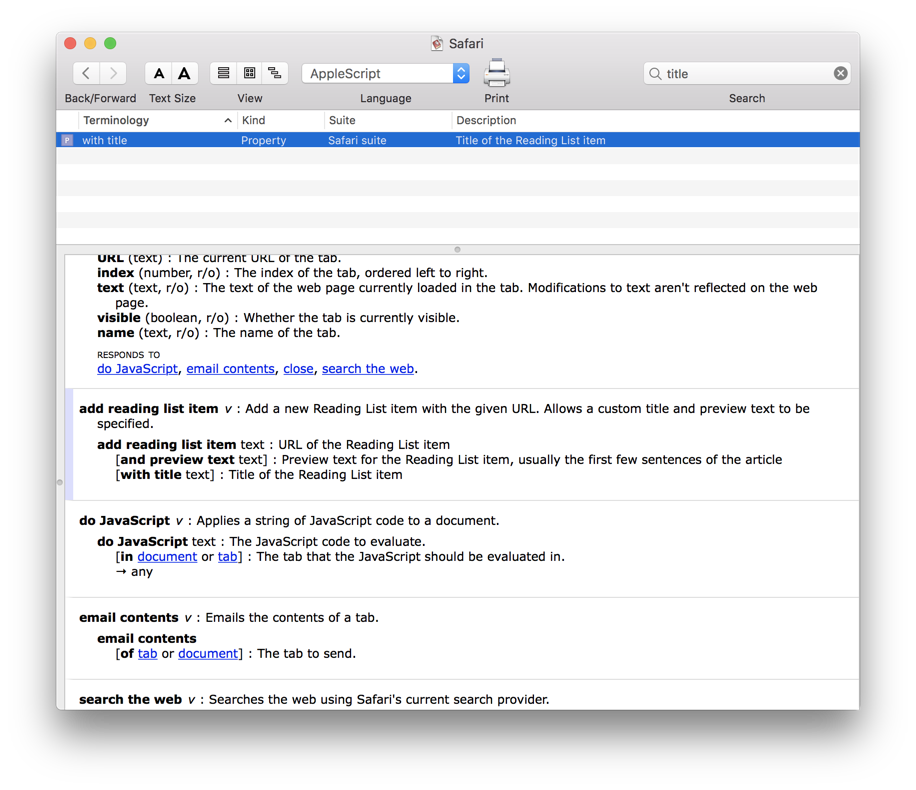 Safari
A A AppleScript title
Back/Forward Text Size View Language Print Search
Terminology Kind Suite Description
P with title Property Safari suite Title of the Reading List item
URL (text) : The current URL of the tab.
index (number, r/o) : The index of the tab, ordered left to right.
text (text, r/o) : The text of the web page currently loaded in the tab. Modifications to text aren't reflected on the web
page.
visible (boolean, r/o) : Whether the tab is currently visible.
name (text, r/o) : The name of the tab.
RESPONDS TO
do JavaScript, email contents, close, search the web.
add reading list item v : Add a new Reading List item with the given URL. Allows a custom title and preview text to be
specified.
add reading list item text : URL of the Reading List item
[and preview text text] : Preview text for the Reading List item, usually the first few sentences of the article
[with title text] : Title of the Reading List item
do JavaScript v : Applies a string of JavaScript code to a document.
do JavaScript text : The JavaScript code to evaluate.
[in document or tab] : The tab that the JavaScript should be evaluated in.
→ any
email contents v : Emails the contents of a tab.
email contents
[of tab or document] : The tab to send.
search the web v : Searches the web using Safari's current search provider.